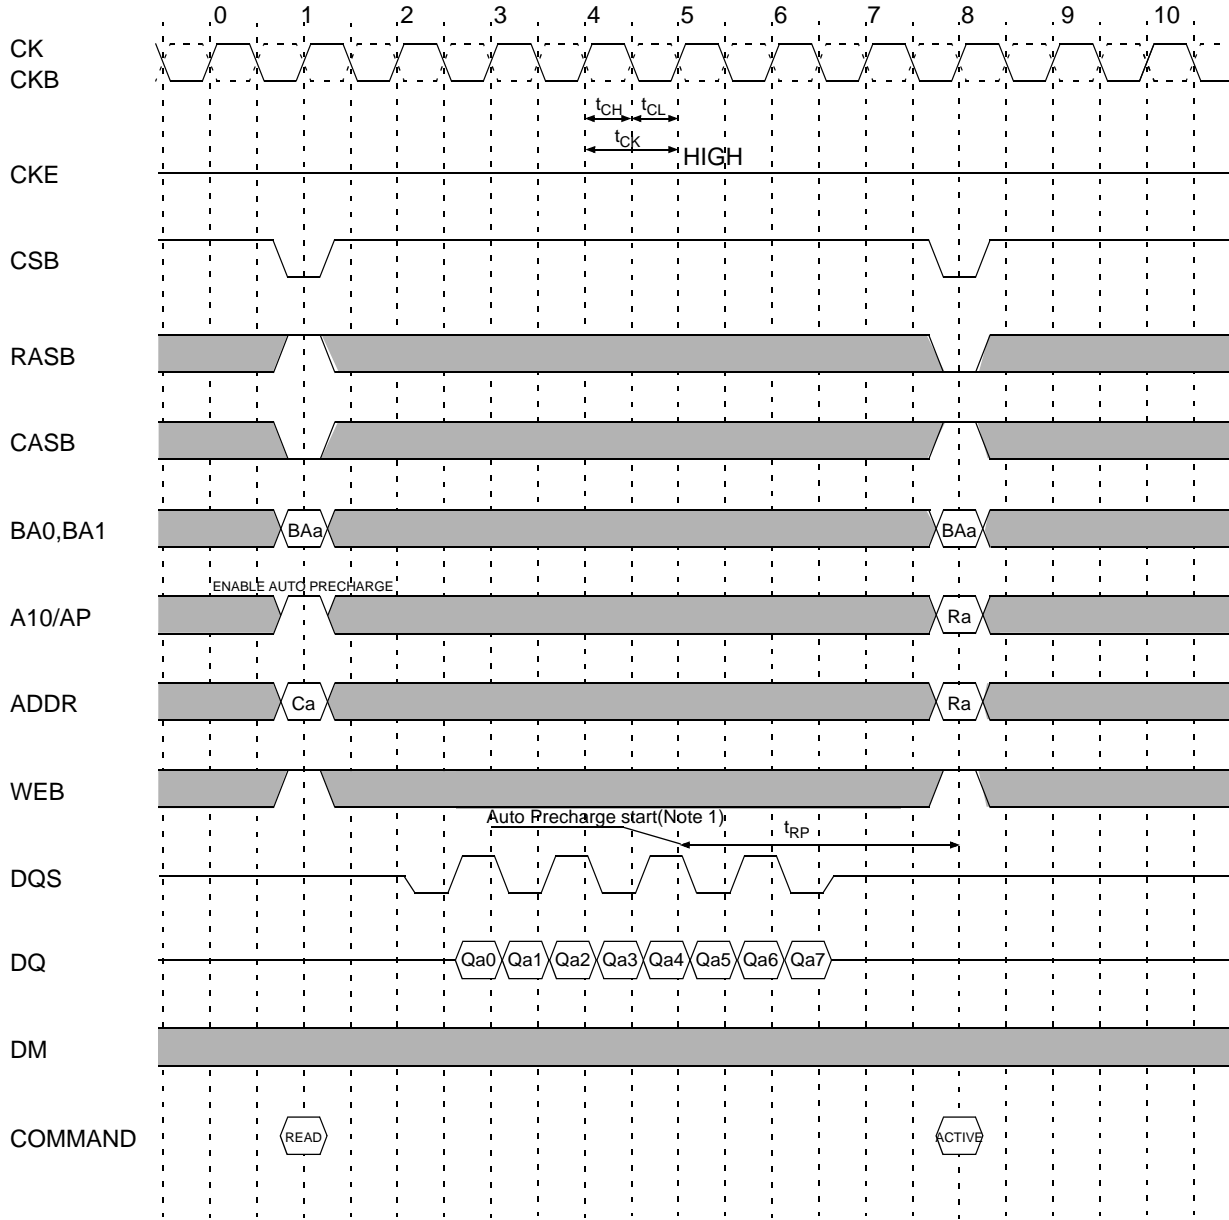 0 1 2 3 4 5 6 7 8 9 10
CK
CKB
tCH tCL
tCK
HIGH
CKE
CSB
RASB
CASB
BA0,BA1 BAa BAa
ENABLE AUTO PRECHARGE
A10/AP Ra
ADDR Ca Ra
WEB
Auto Precharge start(Note 1)
tRP
DQS
DQ Qa0 Qa1 Qa2 Qa3 Qa4 Qa5 Qa6 Qa7
DM
COMMAND READ ACTIVE